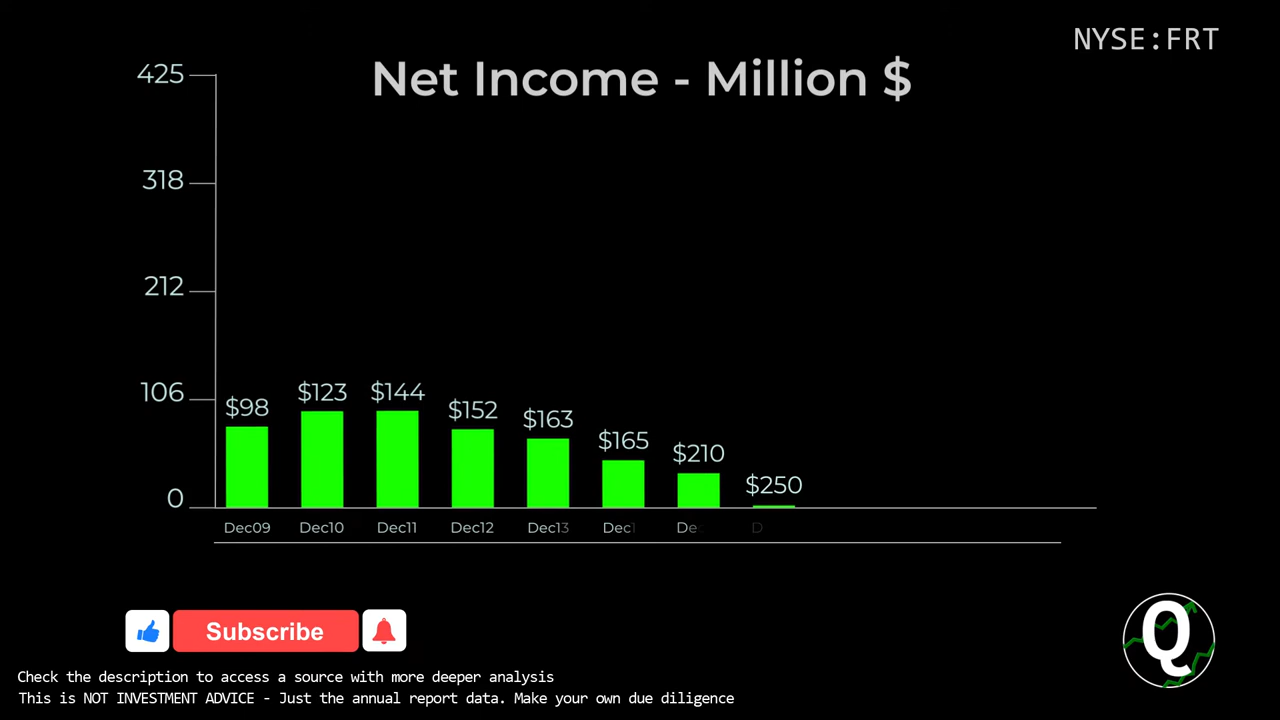 NYSE:FRT
Net Income - Million $
425
318
212
106
0
$98
$123
$144
$152
$163
$165
$210
$250
Dec09
Dec10
Dec11
Dec12
Dec13
Dec1
De
D
Subscribe
Q
Check the description to access a source with more deeper analysis
This is NOT INVESTMENT ADVICE - Just the annual report data. Make your own due diligence